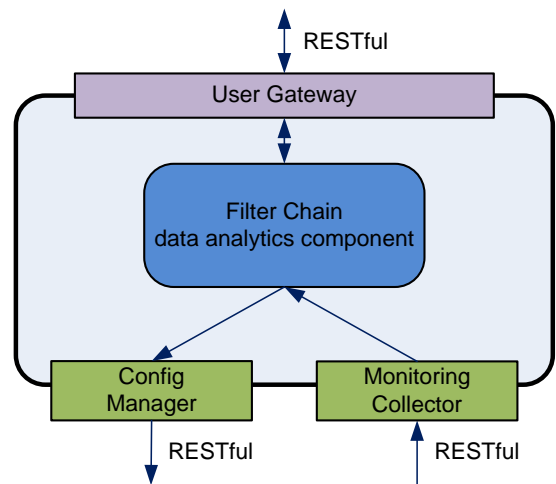 RESTful
User Gateway
Filter Chain
data analytics component
Config
Manager
Monitoring
Collector
RESTful
RESTful